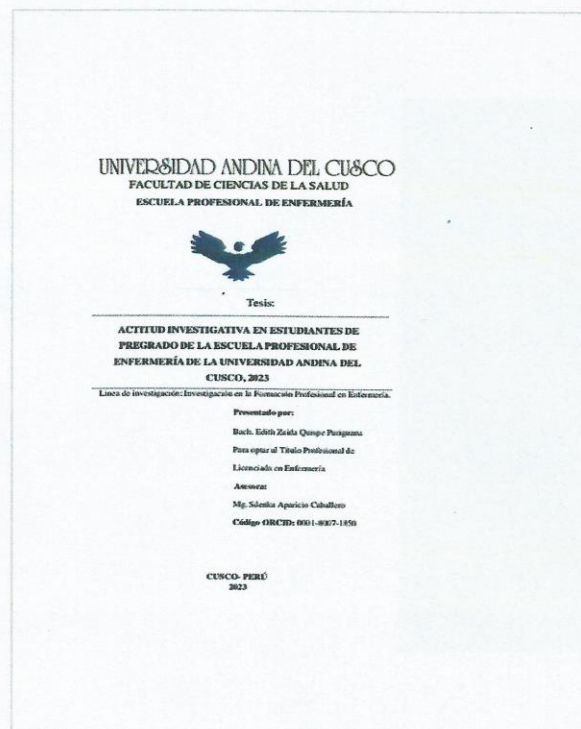 UNIVERSIDAD ANDINA DEL CUSCO
FACULTAD DE CIENCIAS DE LA SALUD
ESCUELA PROFESIONAL DE ENFERMERÍA
Tesis:
ACTITUD INVESTIGATIVA EN ESTUDIANTES DE
PREGRADO DE LA ESCUELA PROFESIONAL DE
ENFERMERÍA DE LA UNIVERSIDAD ANDINA DEL
CUSCO, 2023
Línea de investigación: Investigación en la Formación Profesional en Enfermería.
Presentado por:
Bach. Edith Zaida Quispe
Para optar al Título Profesional de
Licenciada en Enfermería
Asesora:
Mg. Aparicio Caballero
Código ORCID: 0001-8007-1850
CUSCO- PERÚ
2023